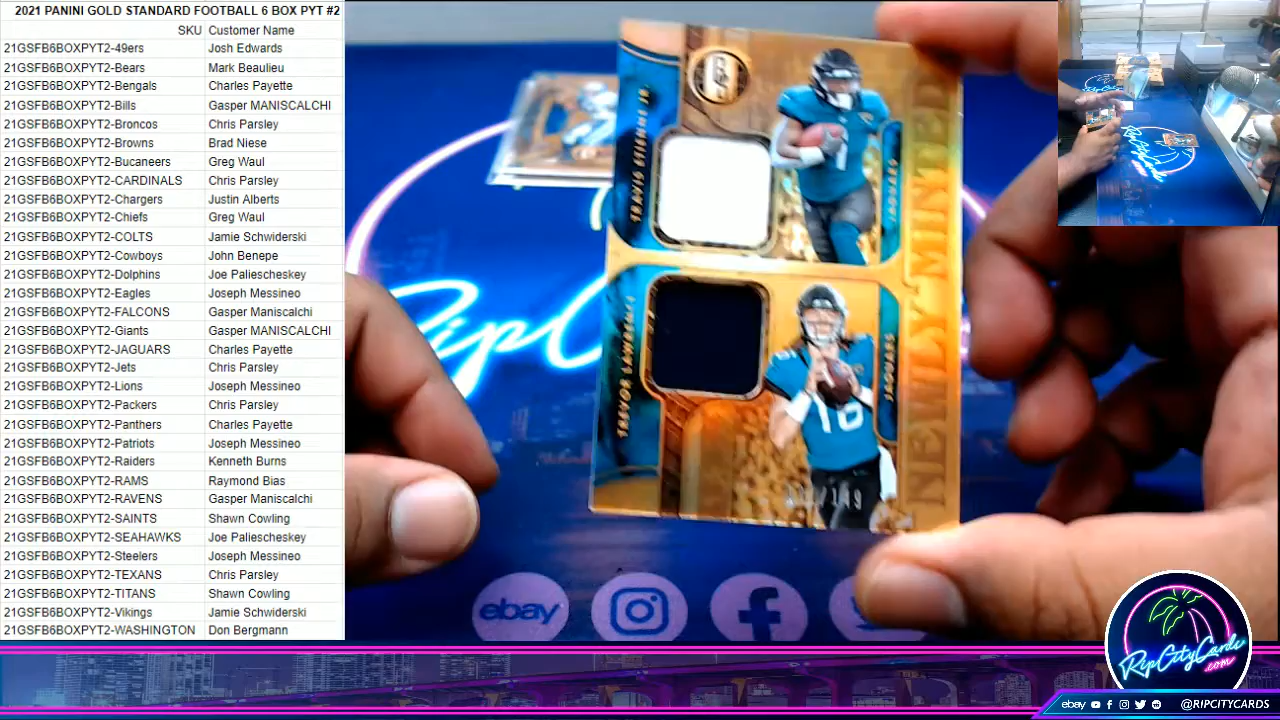 2021 PANINI GOLD STANDARD FOOTBALL 6 BOX PYT #2
SKU Customer Name
21GSFB6BOXPYT2-49ers Josh Edwards
21GSFB6BOXPYT2-Bears Mark Beaulieu
21GSFB6BOXPYT2-Bengals Charles Payette
21GSFB6BOXPYT2-Bills Gasper MANISCALCHI
21GSFB6BOXPYT2-Broncos Chris Parsley
21GSFB6BOXPYT2-Browns Brad Niese
21GSFB6BOXPYT2-Bucaneers Greg Waul
21GSFB6BOXPYT2-CARDINALS Chris Parsley
21GSFB6BOXPYT2-Chargers Justin Alberts
21GSFB6BOXPYT2-Chiefs Greg Waul
21GSFB6BOXPYT2-COLTS Jamie Schwiderski
21GSFB6BOXPYT2-Cowboys John Benepe
21GSFB6BOXPYT2-Dolphins Joe Paliescheskey
21GSFB6BOXPYT2-Eagles Joseph Messineo
21GSFB6BOXPYT2-FALCONS Gasper Maniscalchi
21GSFB6BOXPYT2-Giants Gasper MANISCALCHI
21GSFB6BOXPYT2-JAGUARS Charles Payette
21GSFB6BOXPYT2-Jets Chris Parsley
21GSFB6BOXPYT2-Lions Joseph Messineo
21GSFB6BOXPYT2-Packers Chris Parsley
21GSFB6BOXPYT2-Panthers Charles Payette
21GSFB6BOXPYT2-Patriots Joseph Messineo
21GSFB6BOXPYT2-Raiders Kenneth Burns
21GSFB6BOXPYT2-RAMS Raymond Bias
21GSFB6BOXPYT2-RAVENS Gasper Maniscalchi
21GSFB6BOXPYT2-SAINTS Shawn Cowling
21GSFB6BOXPYT2-SEAHAWKS Joe Paliescheskey
21GSFB6BOXPYT2-Steelers Joseph Messineo
21GSFB6BOXPYT2-TEXANS Chris Parsley
21GSFB6BOXPYT2-TITANS Shawn Cowling
21GSFB6BOXPYT2-Vikings Jamie Schwiderski
21GSFB6BOXPYT2-WASHINGTON Don Bergmann
TRAVIS ETIENNE JR.
JAGUARS
TREVOR LAWRENCE
JAGUARS
16
NEWLY MINTED
Rip
ebay
RipCityCards
.com
ebay @RIPCITYCARDS